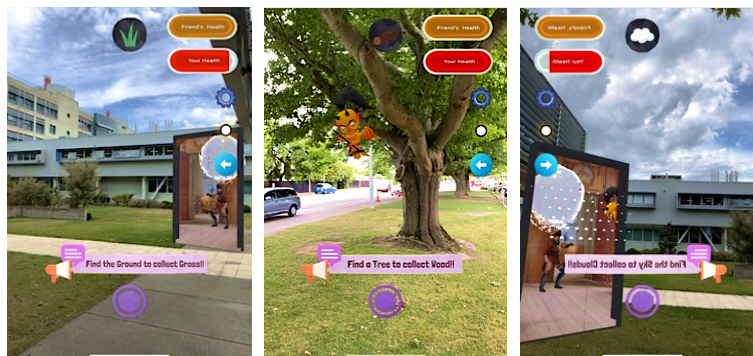 Friend's Health
Your Health
Find the Ground to collect Grass!!
Friend's Health
Your Health
Find a Tree to collect Wood!!
Friend's Health
Your Health
Find the Sky to collect Clouds!!